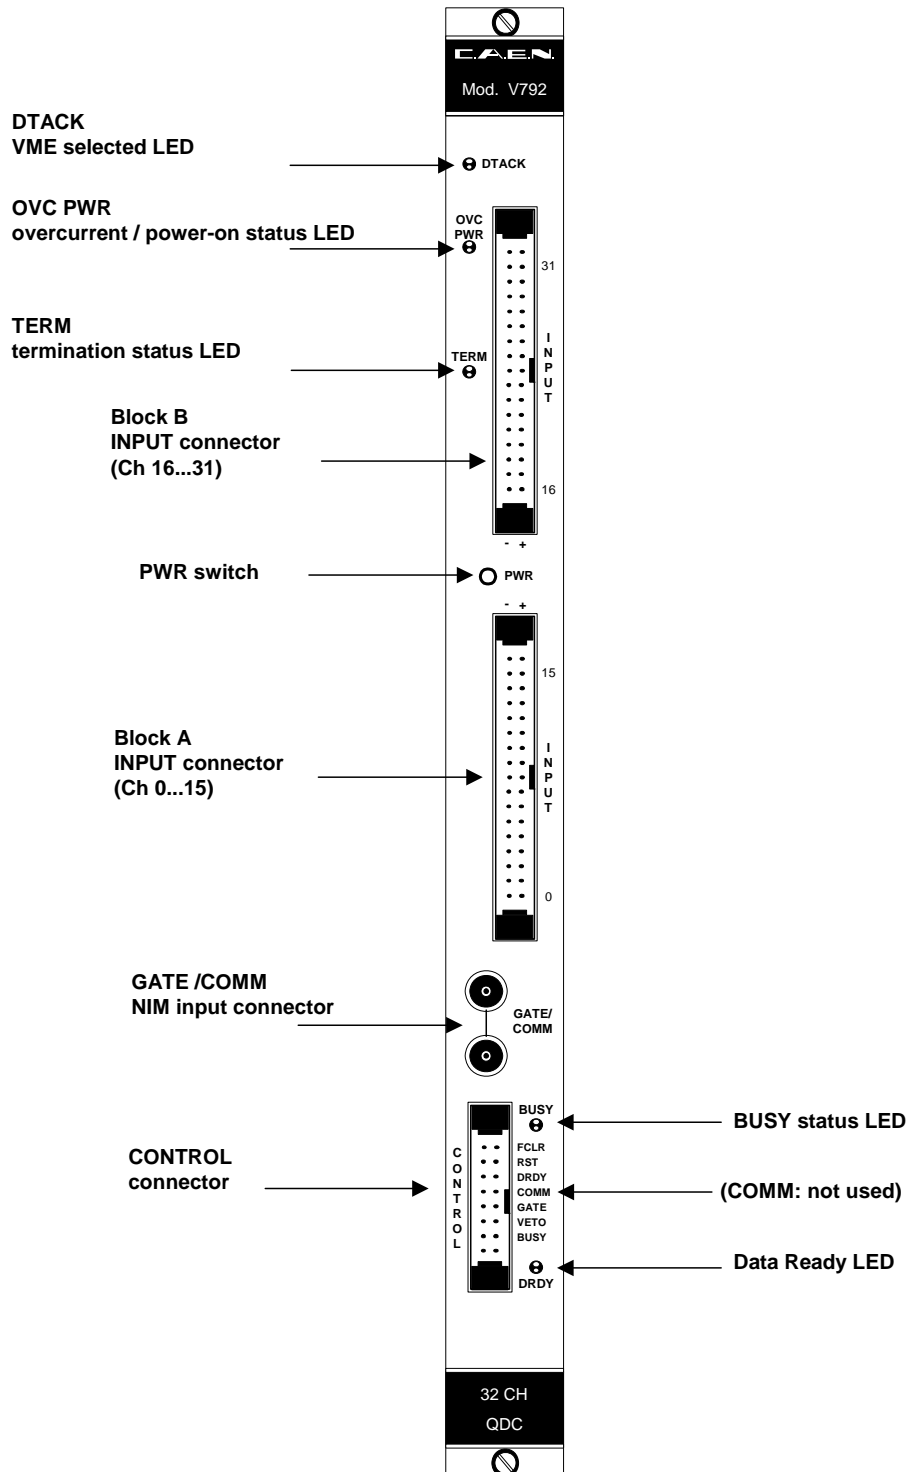 C.A.E.N.
Mod. V792
DTACK
VME selected LED
DTACK
OVC PWR
overcurrent / power-on status LED
OVC
PWR
31
TERM
termination status LED
TERM
INPUT
Block B
INPUT connector
(Ch 16...31)
16
- +
PWR switch
PWR
- +
15
Block A
INPUT connector
(Ch 0...15)
INPUT
0
GATE /COMM
NIM input connector
GATE/
COMM
BUSY
BUSY status LED
CONTROL
connector
CONTROL
FCLR
RST
DRDY
COMM
GATE
VETO
BUSY
(COMM: not used)
Data Ready LED
DRDY
32 CH
QDC